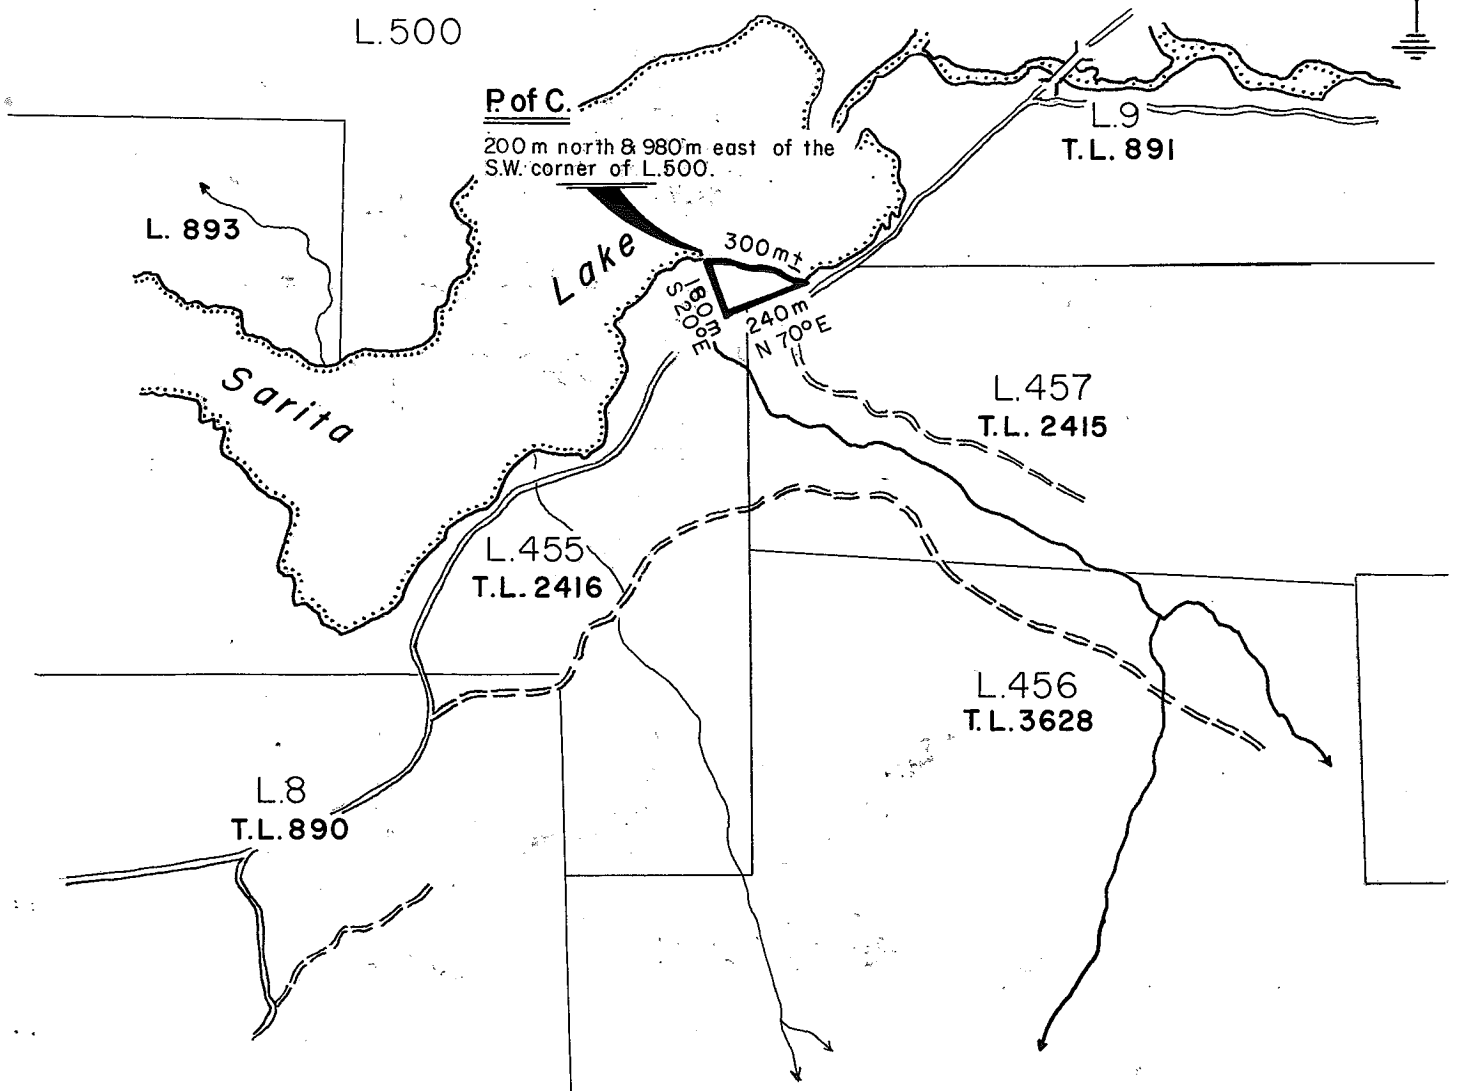 L.500
P. of C.
200 m north & 980 m east of the
S.W. corner of L.500.
L.9
T.L. 891
L. 893
Lake
300m±
180m
S 20°E
240m
N 70°E
Sarita
L.457
T.L. 2415
L.455
T.L. 2416
L.456
T.L. 3628
L.8
T.L. 890